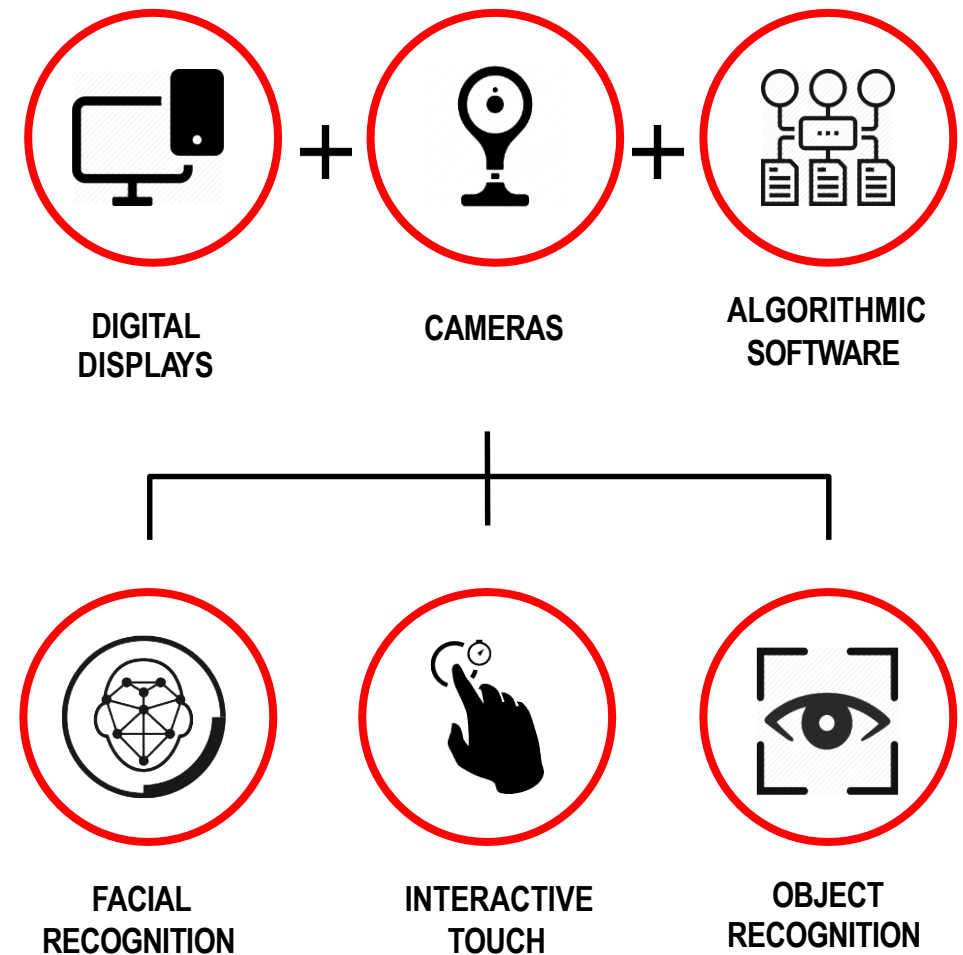 DIGITAL
DISPLAYS
CAMERAS
ALGORITHMIC
SOFTWARE
FACIAL
RECOGNITION
INTERACTIVE
TOUCH
OBJECT
RECOGNITION